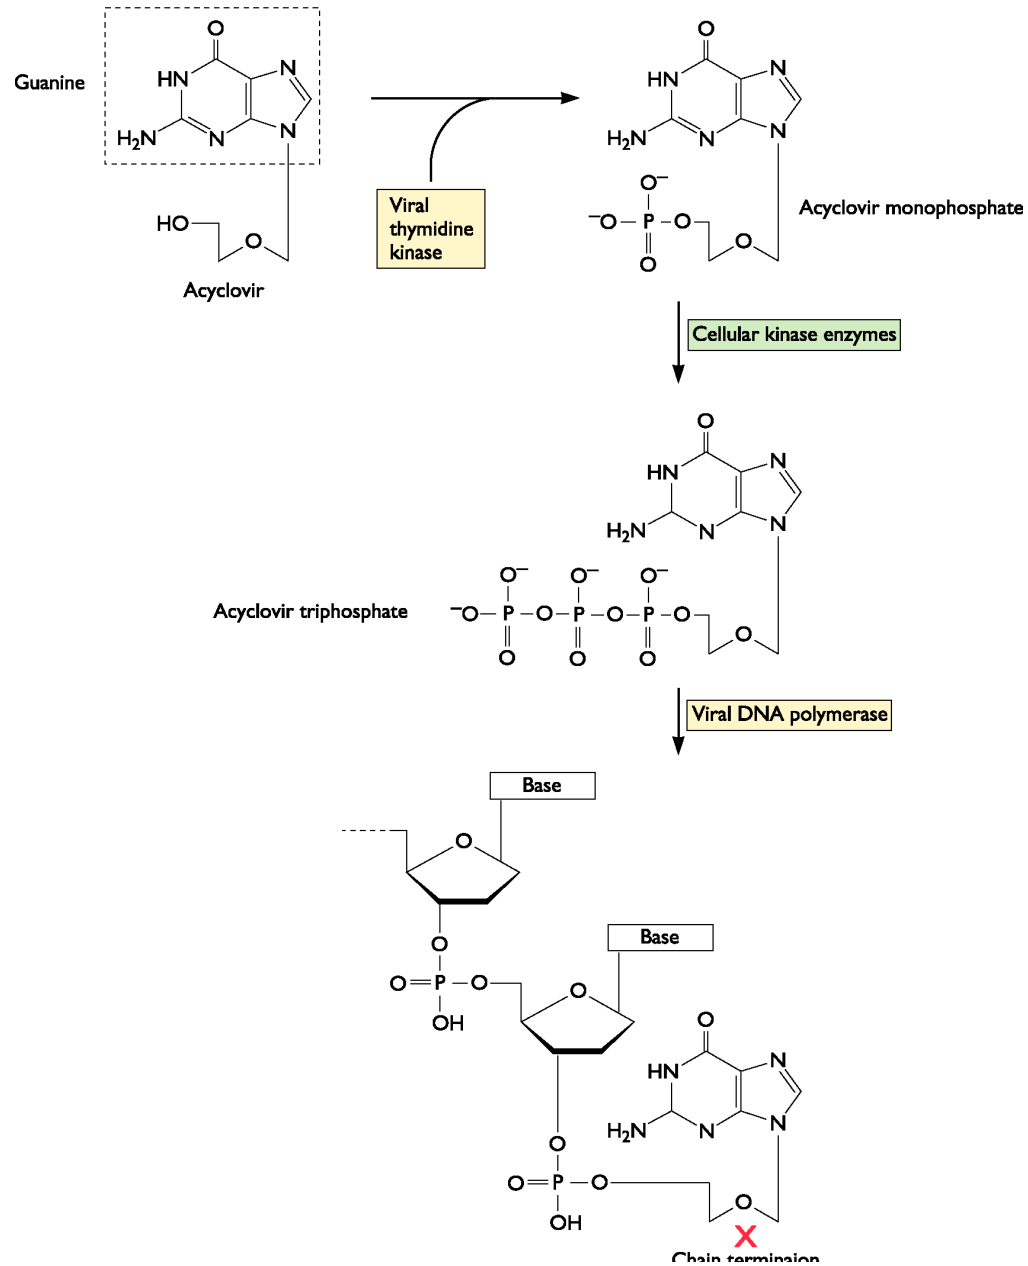 O
O
Guanine
HN
N
HN
N
H₂N
N
N
H₂N
N
N
O⁻
HO
Viral
thymidine
kinase
⁻O
P
O
Acyclovir monophosphate
O
O
O
Acyclovir
Cellular kinase enzymes
O
HN
N
H₂N
N
N
O⁻
O⁻
O⁻
Acyclovir triphosphate
⁻O
P
O
P
O
P
O
O
O
O
O
Viral DNA polymerase
Base
O
Base
O
O
P
O
O
OH
O
HN
N
H₂N
N
N
O
O
P
O
O
OH
X
Chain terminaion